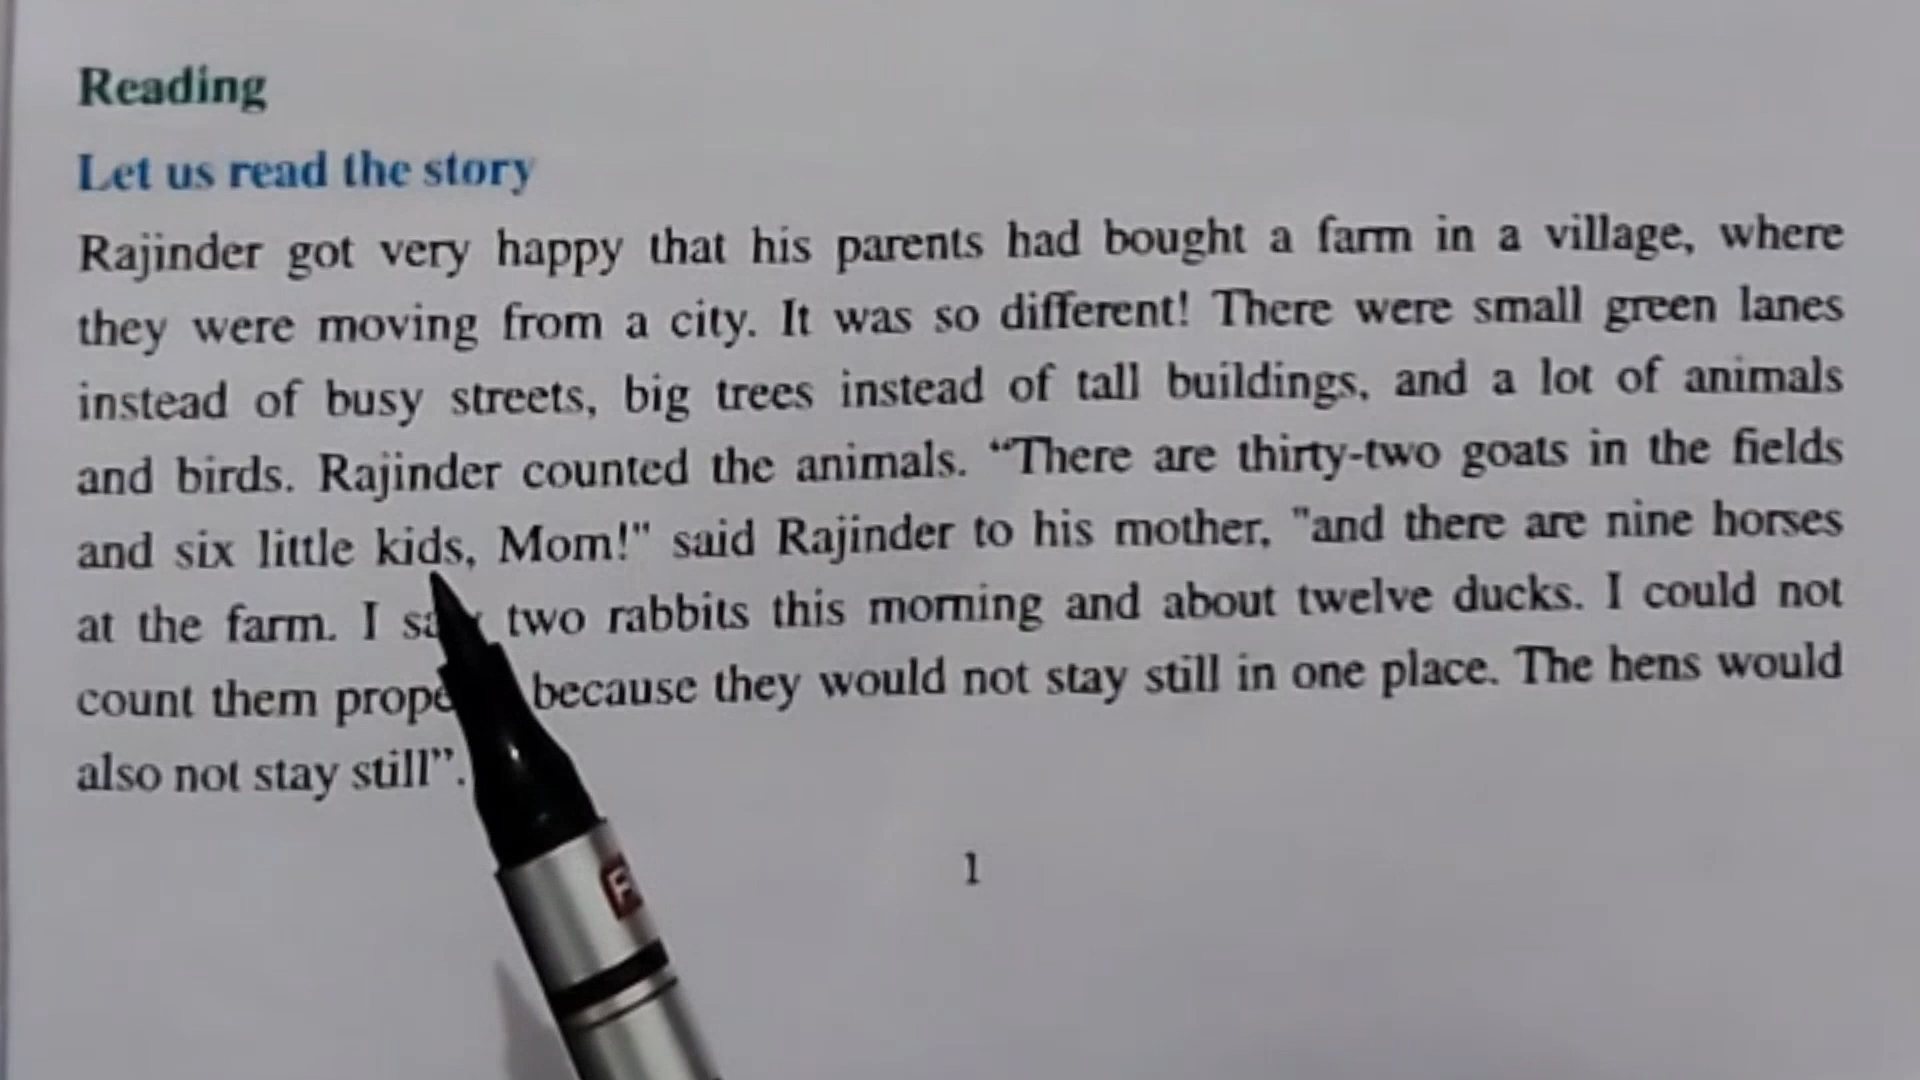 Reading
Let us read the story
Rajinder got very happy that his parents had bought a farm in a village, where
they were moving from a city. It was so different! There were small green lanes
instead of busy streets, big trees instead of tall buildings, and a lot of animals
and birds. Rajinder counted the animals. “There are thirty-two goats in the fields
and six little kids, Mom!" said Rajinder to his mother, "and there are nine horses
at the farm. I two rabbits this morning and about twelve ducks. I could not
count them because they would not stay still in one place. The hens would
also not stay still”.
1